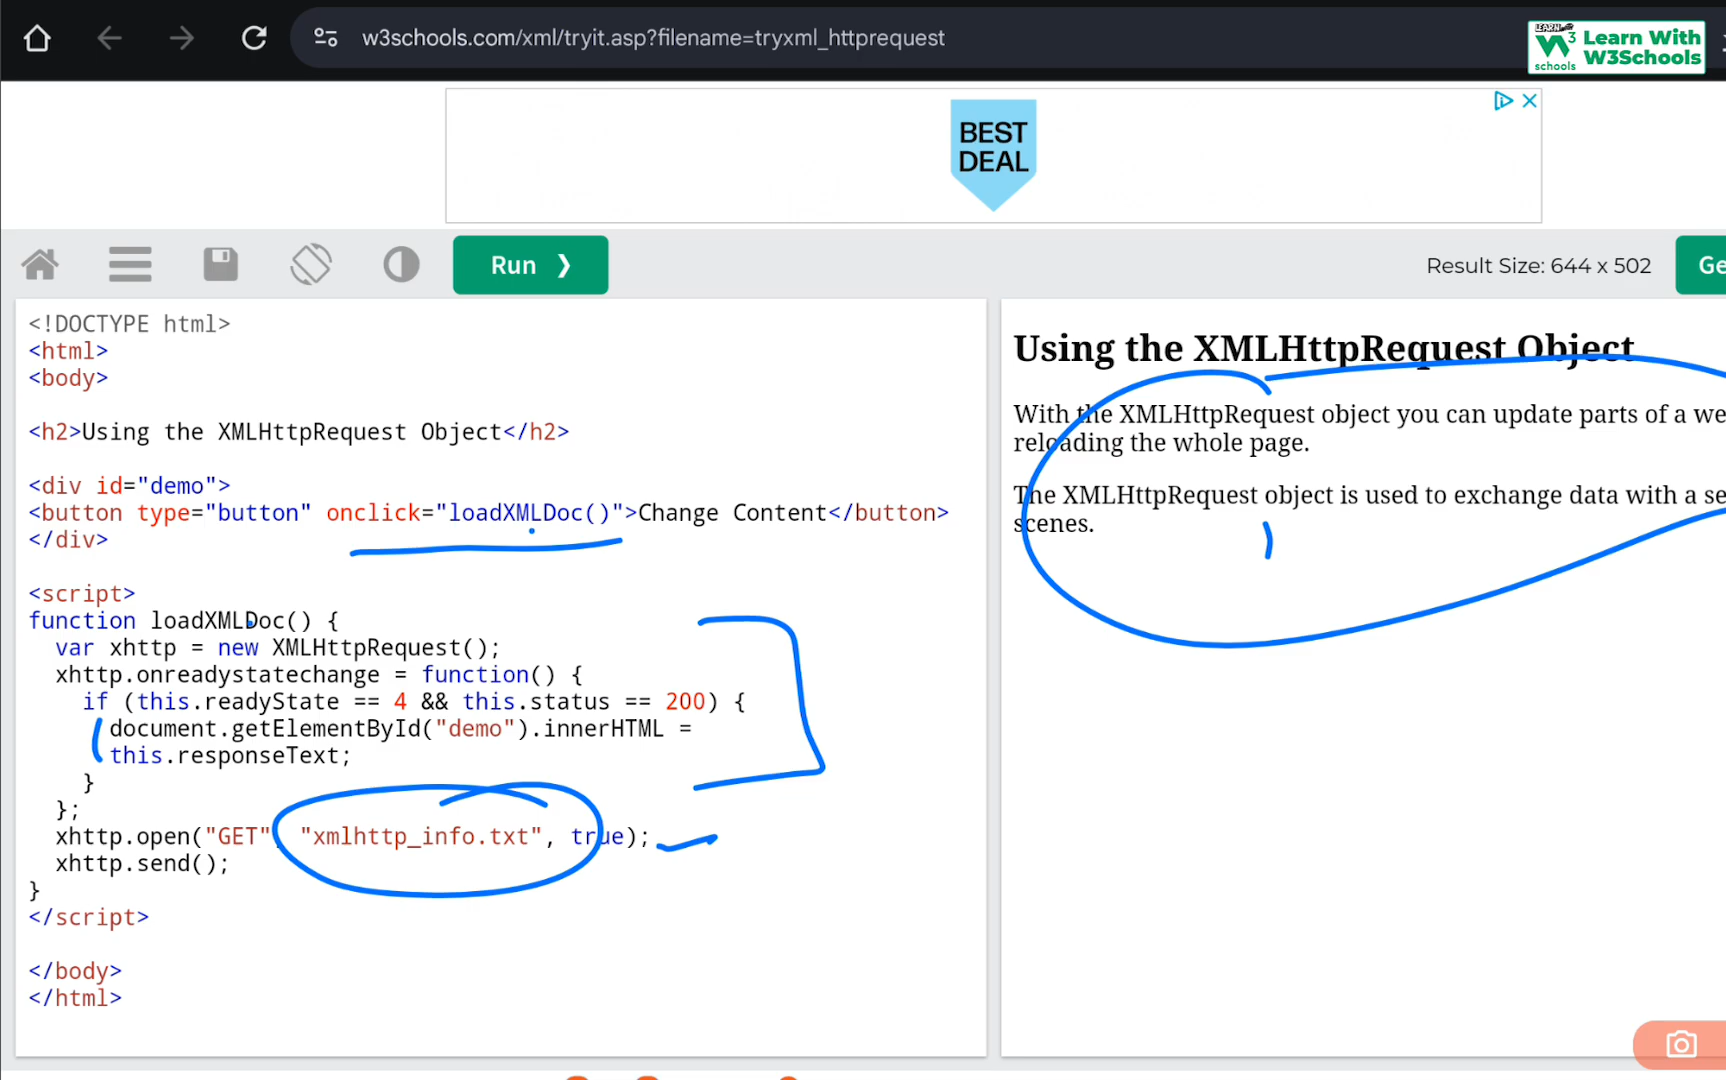 w3schools.com/xml/tryit.asp?filename=tryxml_httprequest
LEARN
W3
schools
Learn With
W3Schools
BEST
DEAL
Run ❯
Result Size: 644 x 502
Ge
<!DOCTYPE html>
<html>
<body>
<h2>Using the XMLHttpRequest Object</h2>
<div id="demo">
<button type="button" onclick="loadXMLDoc()">Change Content</button>
</div>
<script>
function loadXMLDoc() {
var xhttp = new XMLHttpRequest();
xhttp.onreadystatechange = function() {
if (this.readyState == 4 && this.status == 200) {
document.getElementById("demo").innerHTML =
this.responseText;
}
};
xhttp.open("GET", "xmlhttp_info.txt", true);
xhttp.send();
}
</script>
</body>
</html>
Using the XMLHttpRequest Object
With the XMLHttpRequest object you can update parts of a we
reloading the whole page.
The XMLHttpRequest object is used to exchange data with a se
scenes.